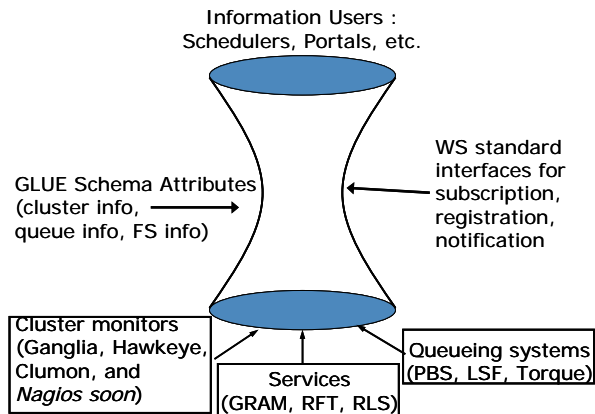 Information Users :
Schedulers, Portals, etc.
GLUE Schema Attributes
(cluster info,
queue info, FS info)
WS standard
interfaces for
subscription,
registration,
notification
Cluster monitors
(Ganglia, Hawkeye,
Clumon, and
Nagios soon)
Services
(GRAM, RFT, RLS)
Queueing systems
(PBS, LSF, Torque)